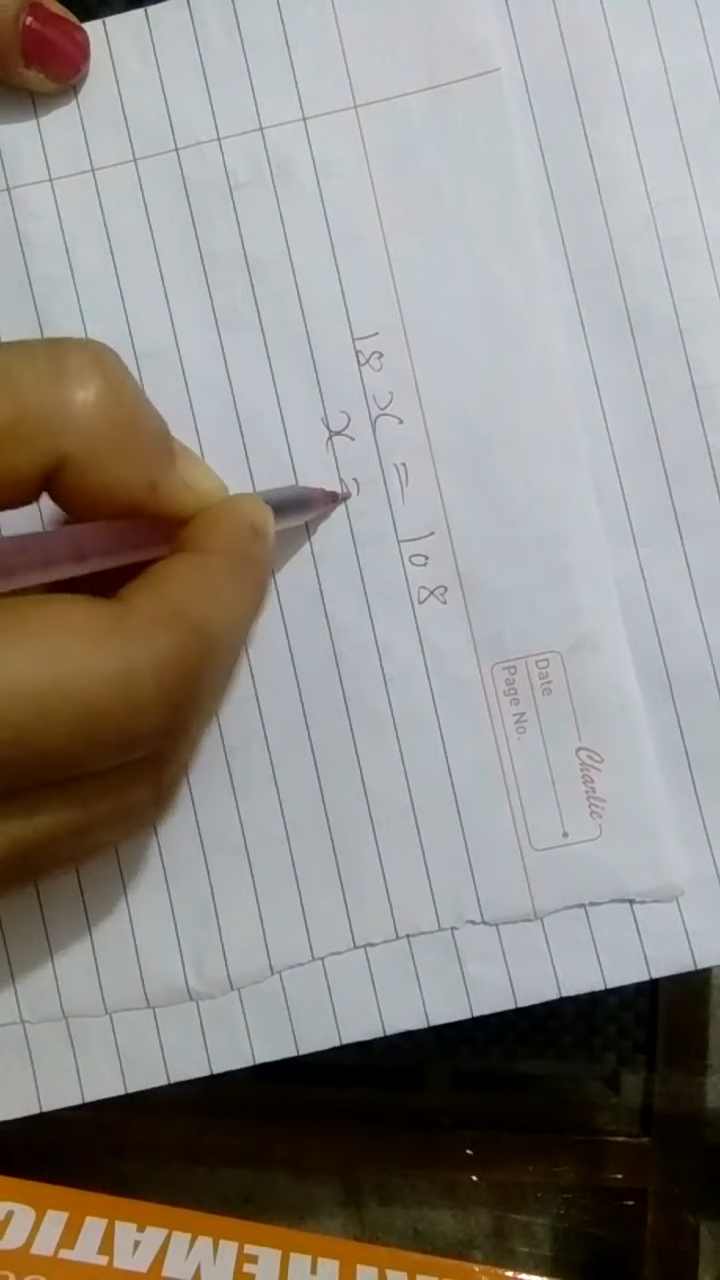 Charlie
Date
Page No.
18x = 108
x =